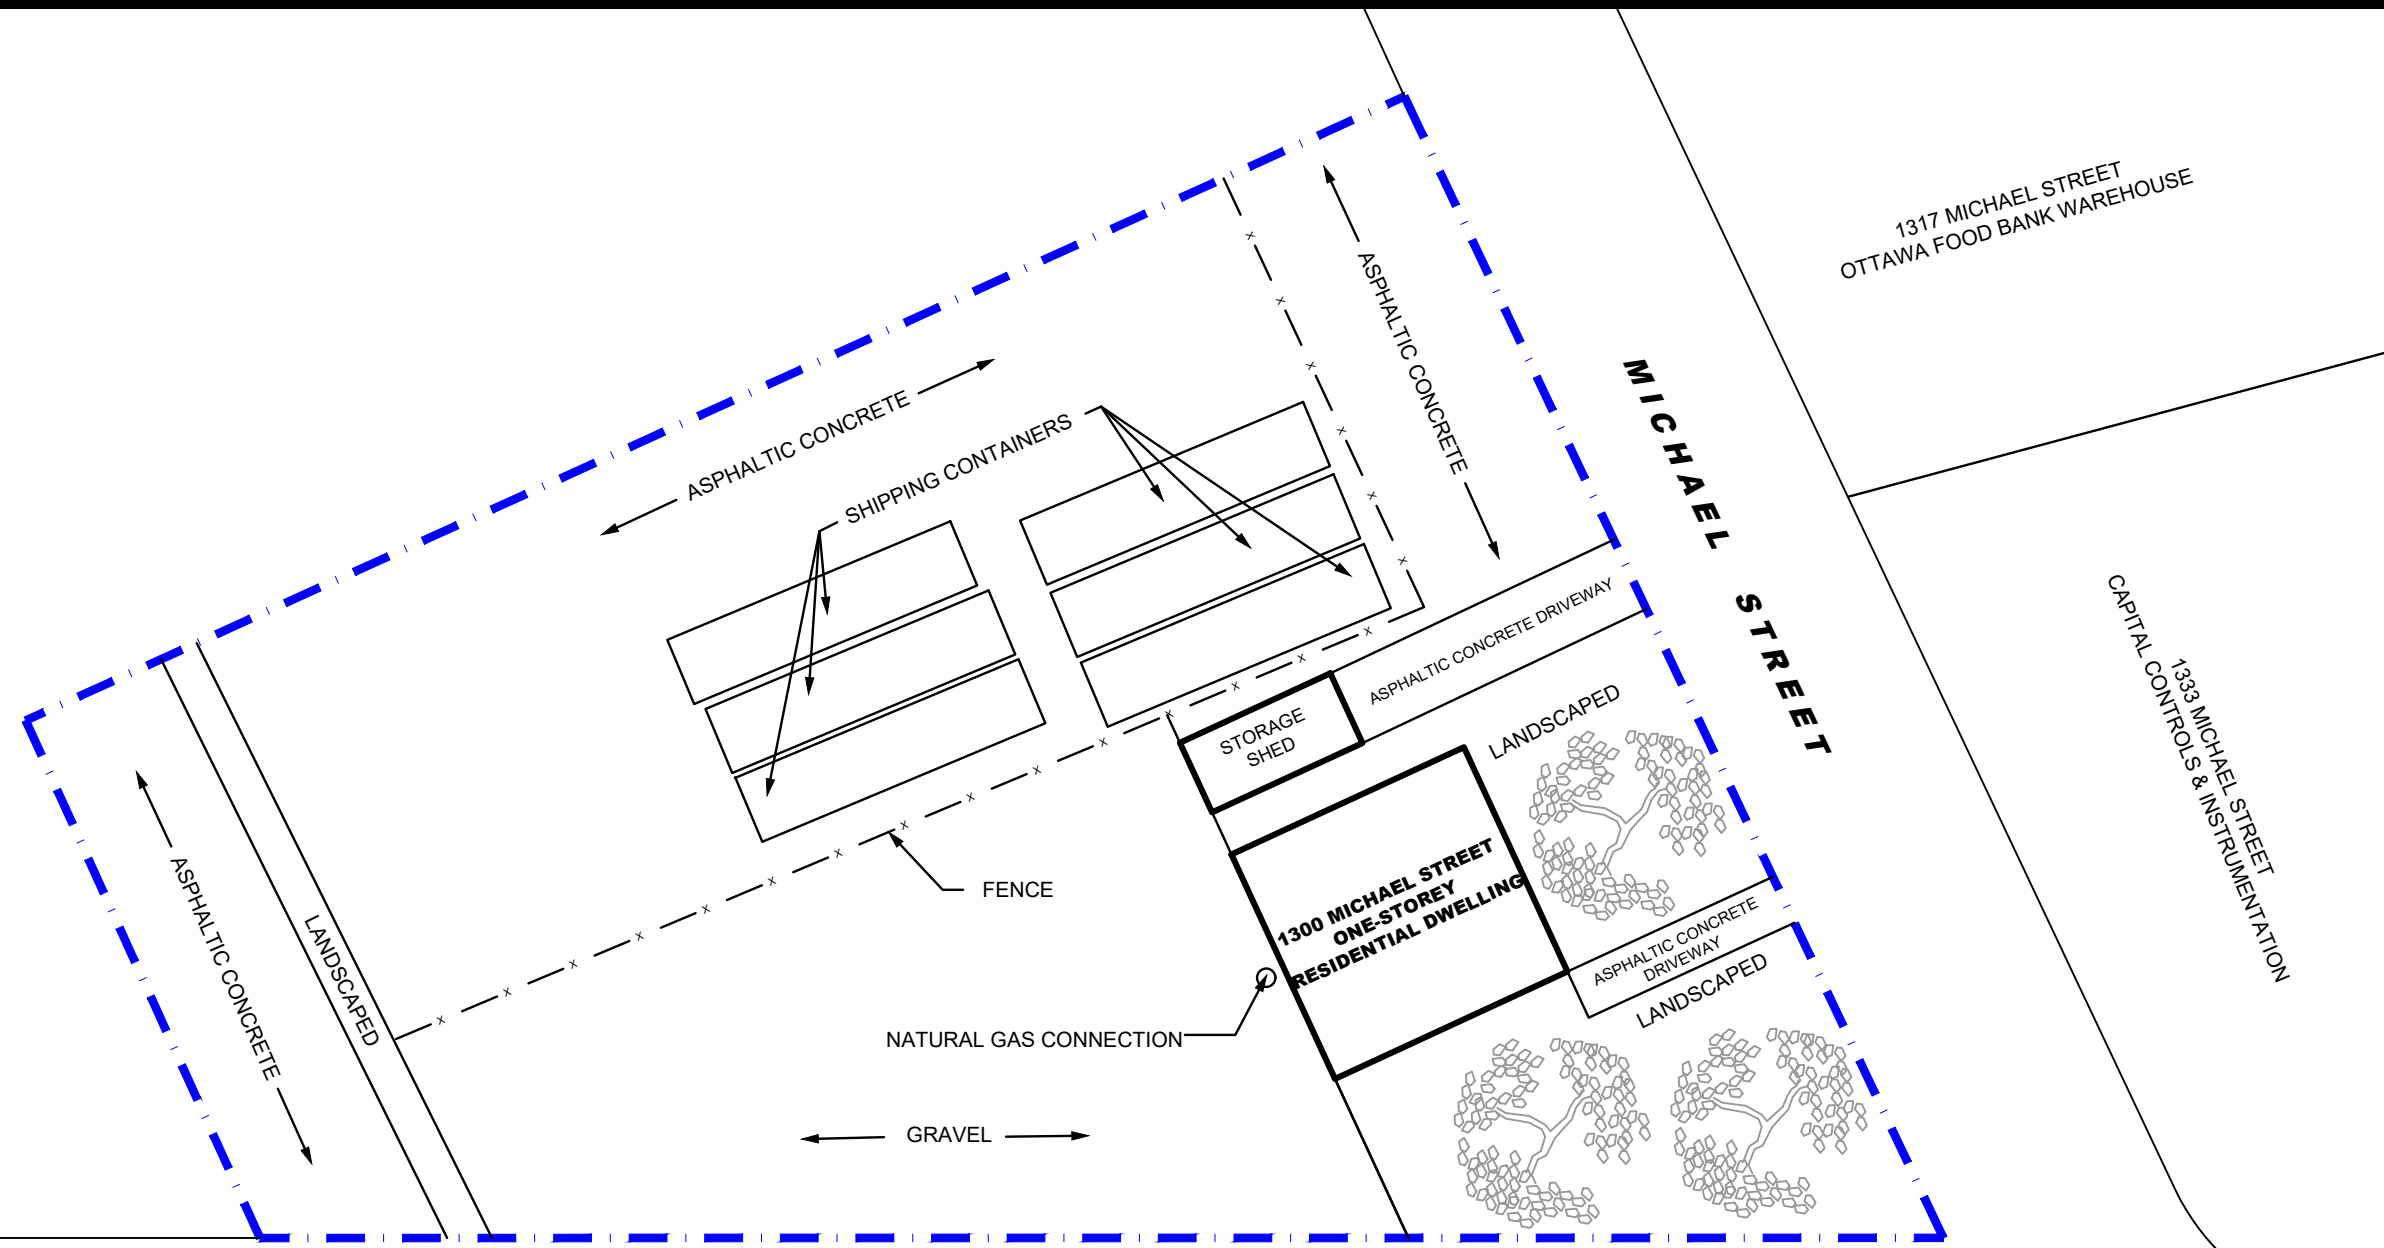 1317 MICHAEL STREET
OTTAWA FOOD BANK WAREHOUSE
ASPHALTIC CONCRETE
MICHAEL STREET
ASPHALTIC CONCRETE
SHIPPING CONTAINERS
ASPHALTIC CONCRETE DRIVEWAY
1333 MICHAEL STREET
CAPITAL CONTROLS & INSTRUMENTATION
STORAGE
SHED
LANDSCAPED
FENCE
1300 MICHAEL STREET
ONE-STOREY
RESIDENTIAL DWELLING
ASPHALTIC CONCRETE
DRIVEWAY
LANDSCAPED
ASPHALTIC CONCRETE
LANDSCAPED
NATURAL GAS CONNECTION
GRAVEL